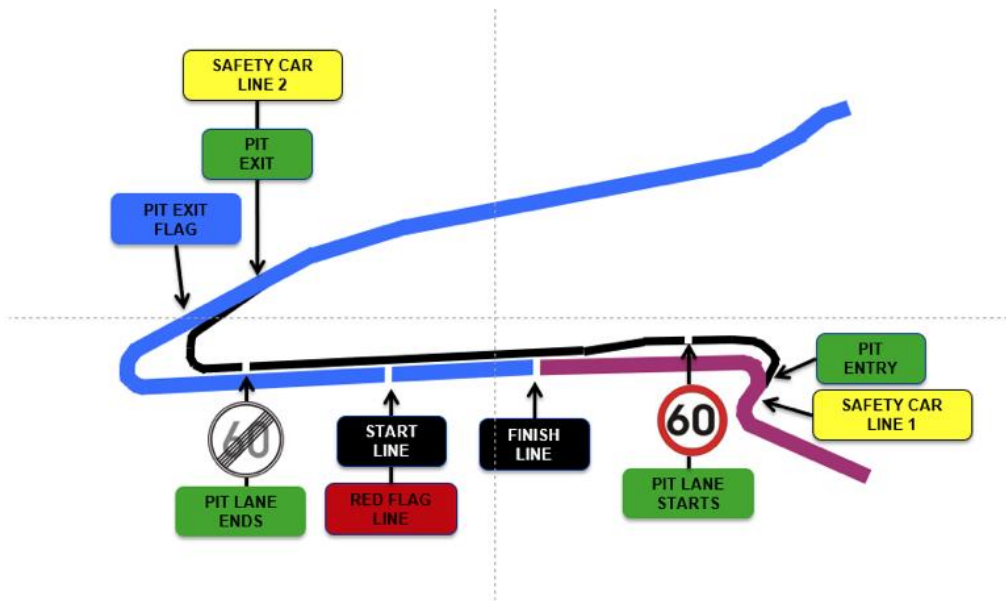 SAFETY CAR
LINE 2
PIT
EXIT
PIT EXIT
FLAG
PIT
ENTRY
SAFETY CAR
LINE 1
60
60
START
LINE
FINISH
LINE
PIT LANE
ENDS
RED FLAG
LINE
PIT LANE
STARTS